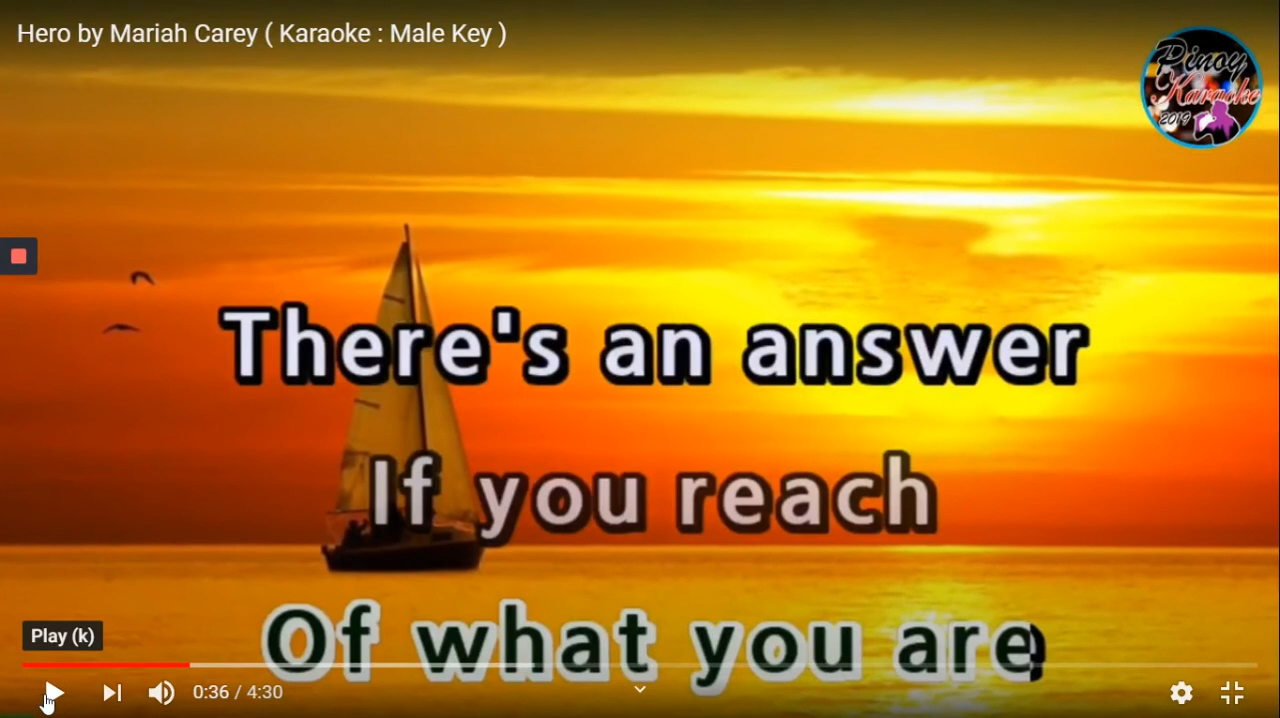 Hero by Mariah Carey ( Karaoke : Male Key )
Pinoy
Karaoke
2019
There's an answer
If you reach
Of what you are
Play (k)
0:36 / 4:30